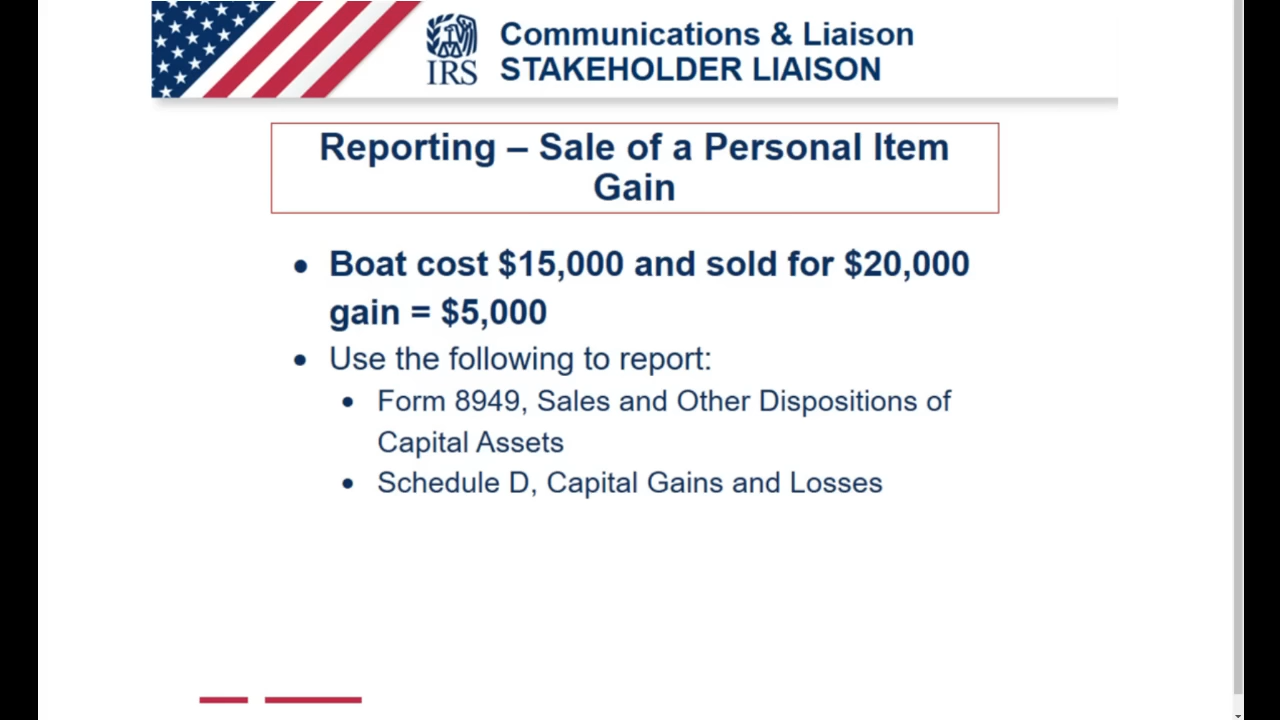 IRS
Communications & Liaison
STAKEHOLDER LIAISON
Reporting – Sale of a Personal Item
Gain
• Boat cost $15,000 and sold for $20,000
gain = $5,000
• Use the following to report:
• Form 8949, Sales and Other Dispositions of
Capital Assets
• Schedule D, Capital Gains and Losses